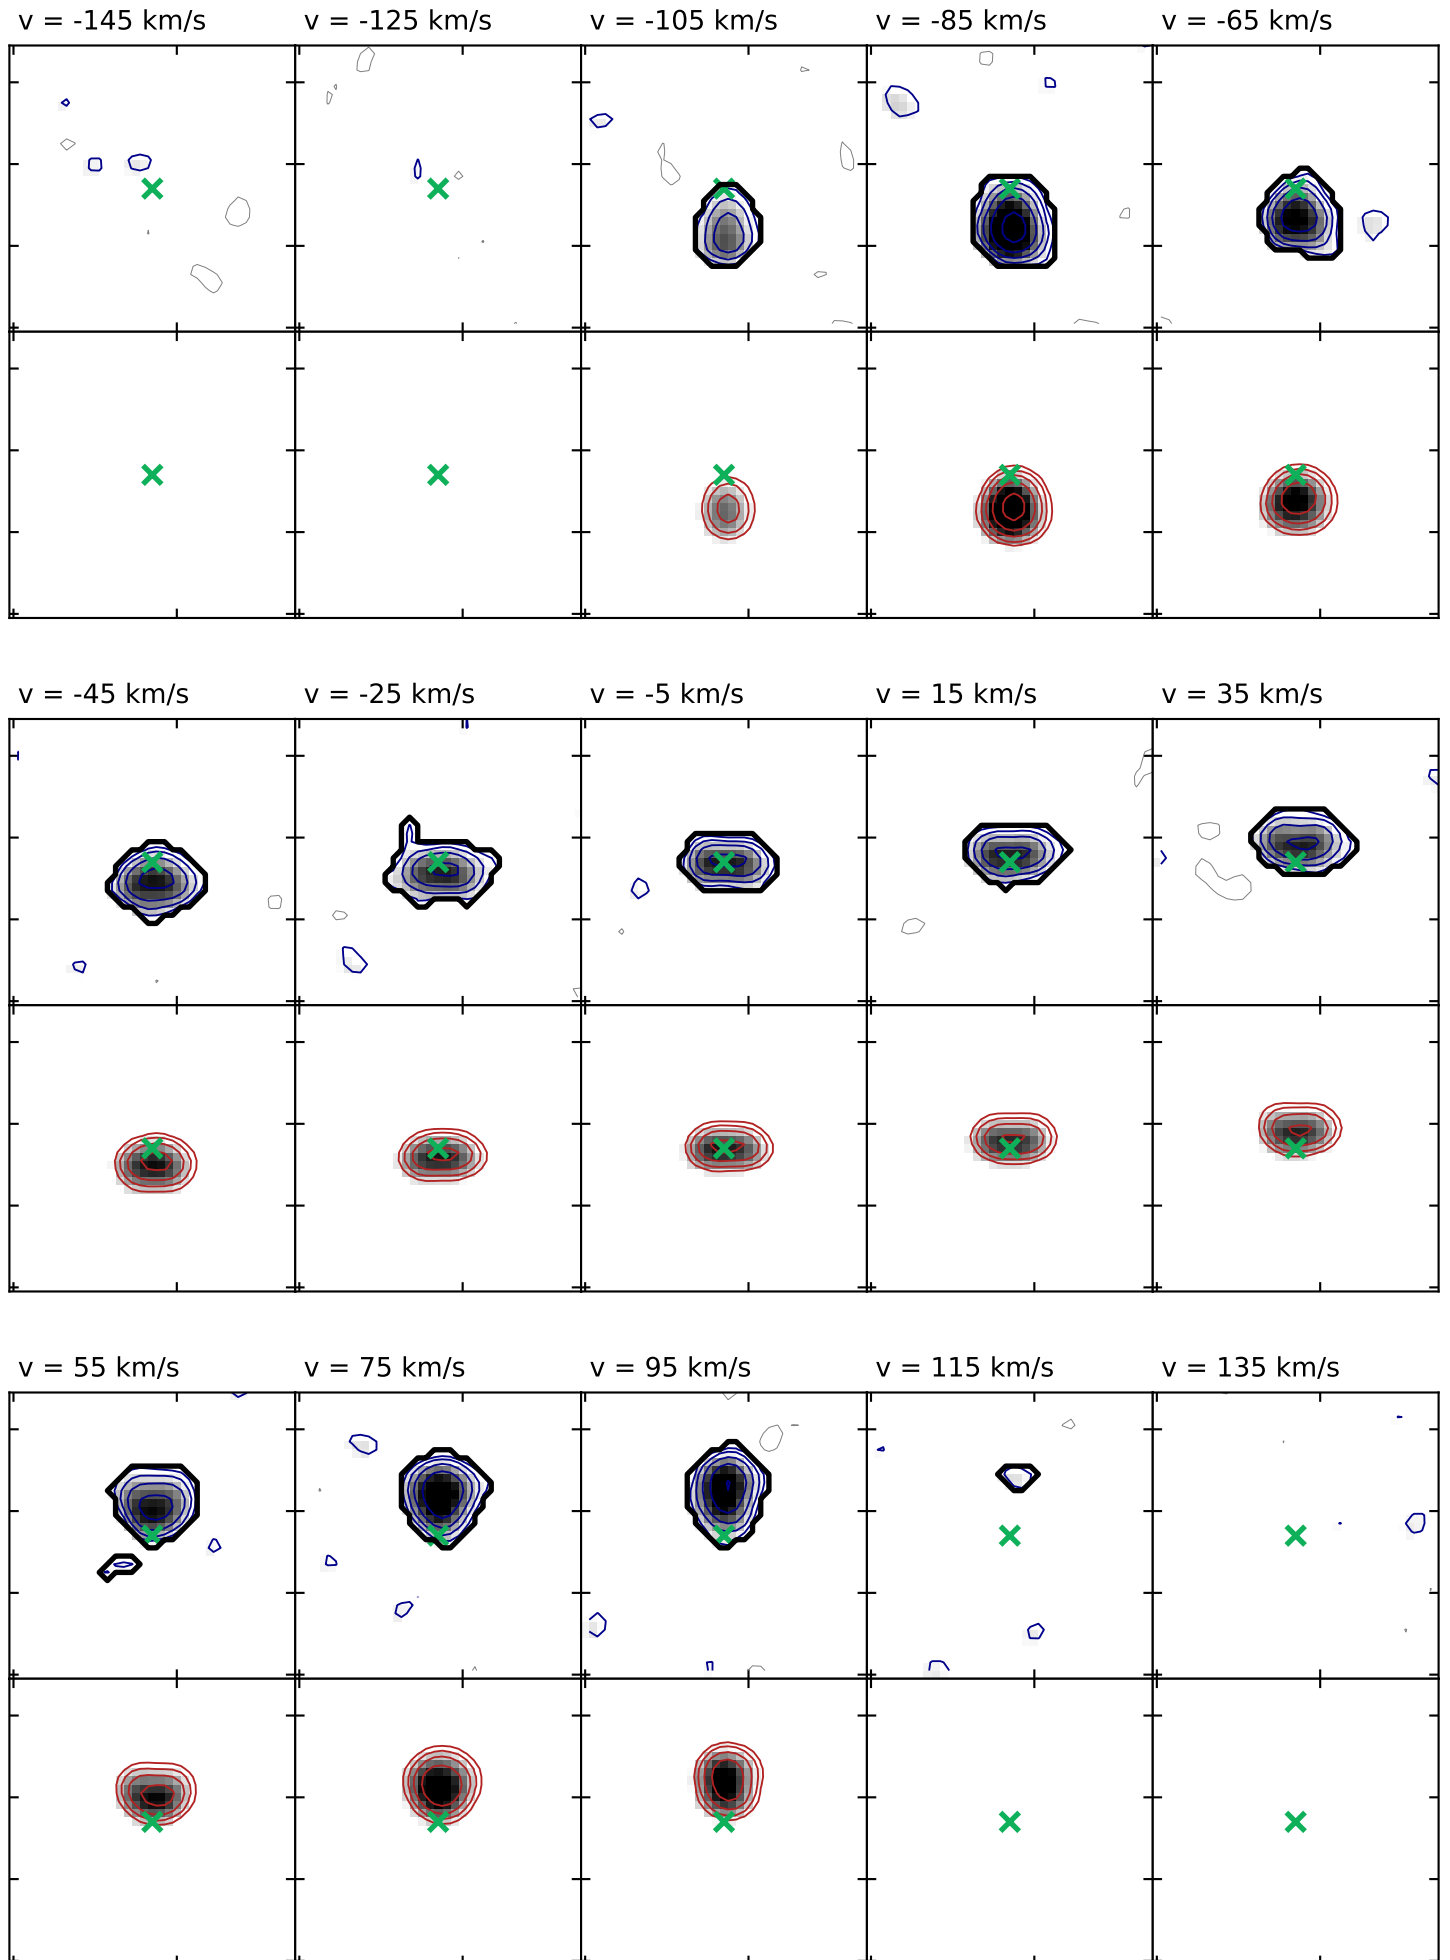 v = -145 km/s v = -125 km/s v = -105 km/s v = -85 km/s v = -65 km/s
v = -45 km/s v = -25 km/s v = -5 km/s v = 15 km/s v = 35 km/s
v = 55 km/s v = 75 km/s v = 95 km/s v = 115 km/s v = 135 km/s